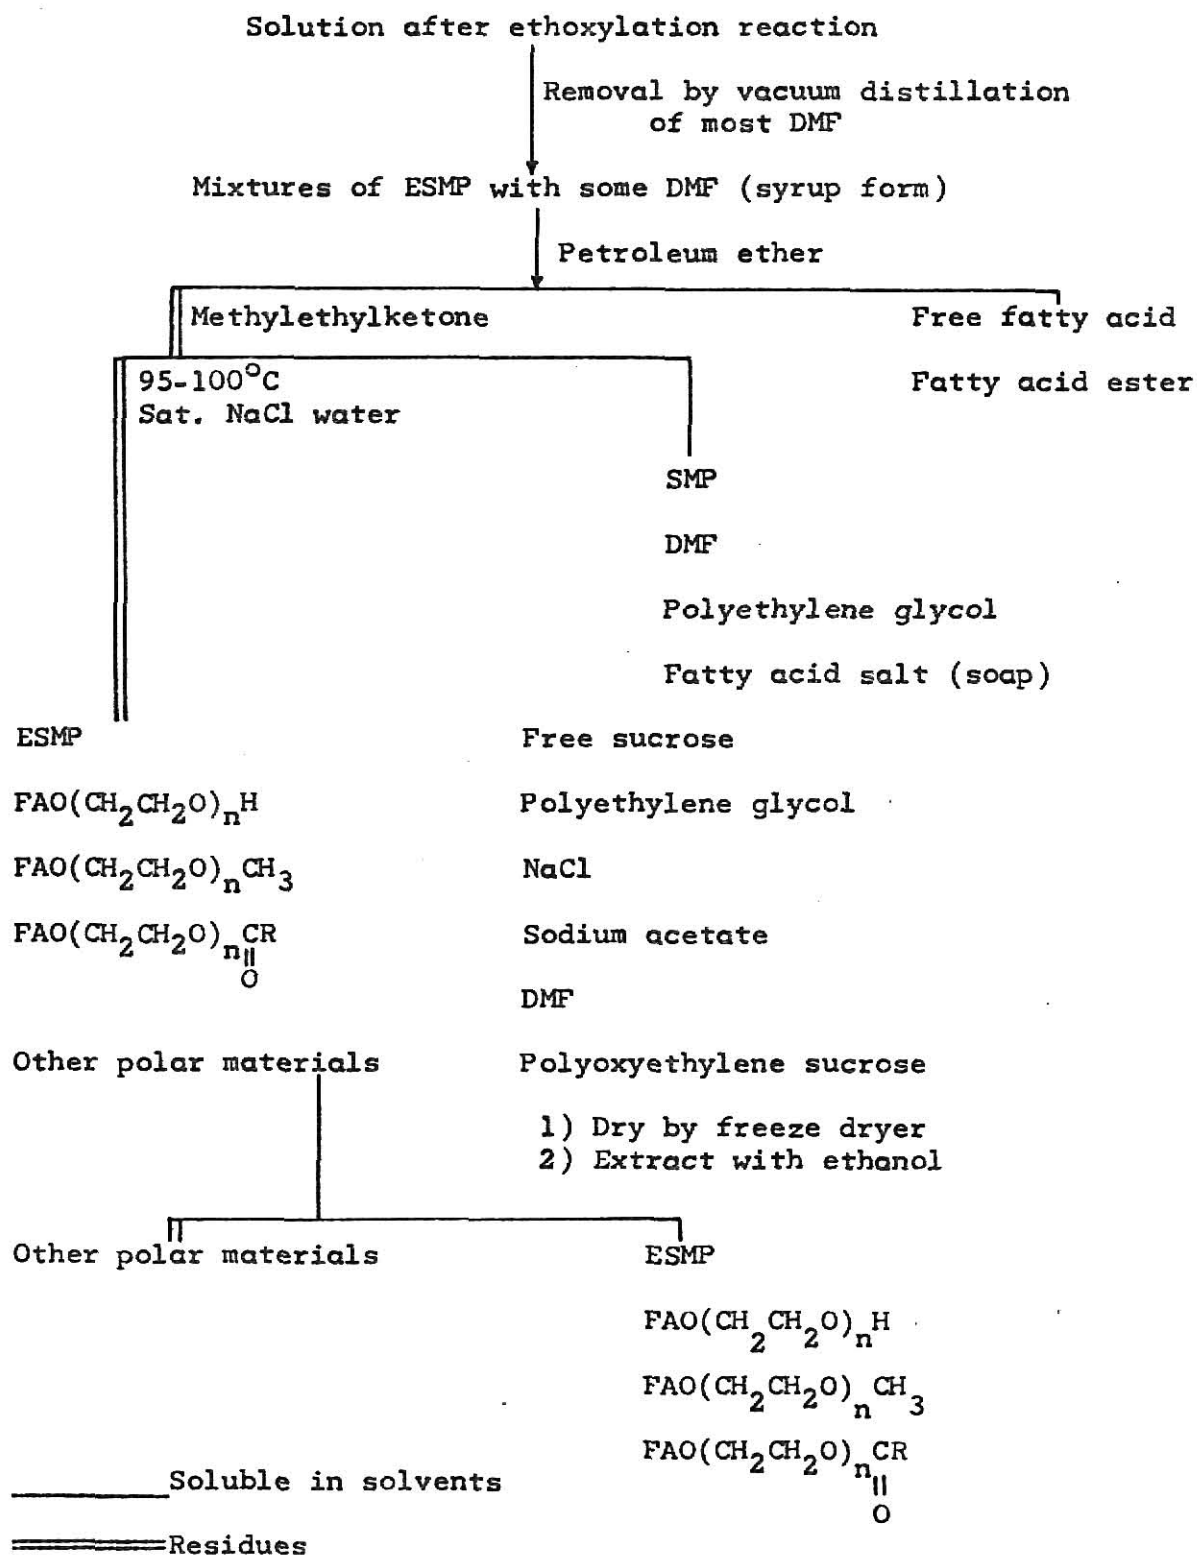 Solution after ethoxylation reaction
Removal by vacuum distillation
of most DMF
Mixtures of ESMP with some DMF (syrup form)
Petroleum ether
Methylethylketone
Free fatty acid
95-100°C
Sat. NaCl water
Fatty acid ester
SMP
DMF
Polyethylene glycol
Fatty acid salt (soap)
ESMP
Free sucrose
FAO(CH₂CH₂O)ₙH
Polyethylene glycol
FAO(CH₂CH₂O)ₙCH₃
NaCl
FAO(CH₂CH₂O)ₙCR
Sodium acetate
||
O
DMF
Other polar materials
Polyoxyethylene sucrose
1) Dry by freeze dryer
2) Extract with ethanol
Other polar materials
ESMP
FAO(CH₂CH₂O)ₙH
FAO(CH₂CH₂O)ₙCH₃
FAO(CH₂CH₂O)ₙCR
||
O
Soluble in solvents
Residues